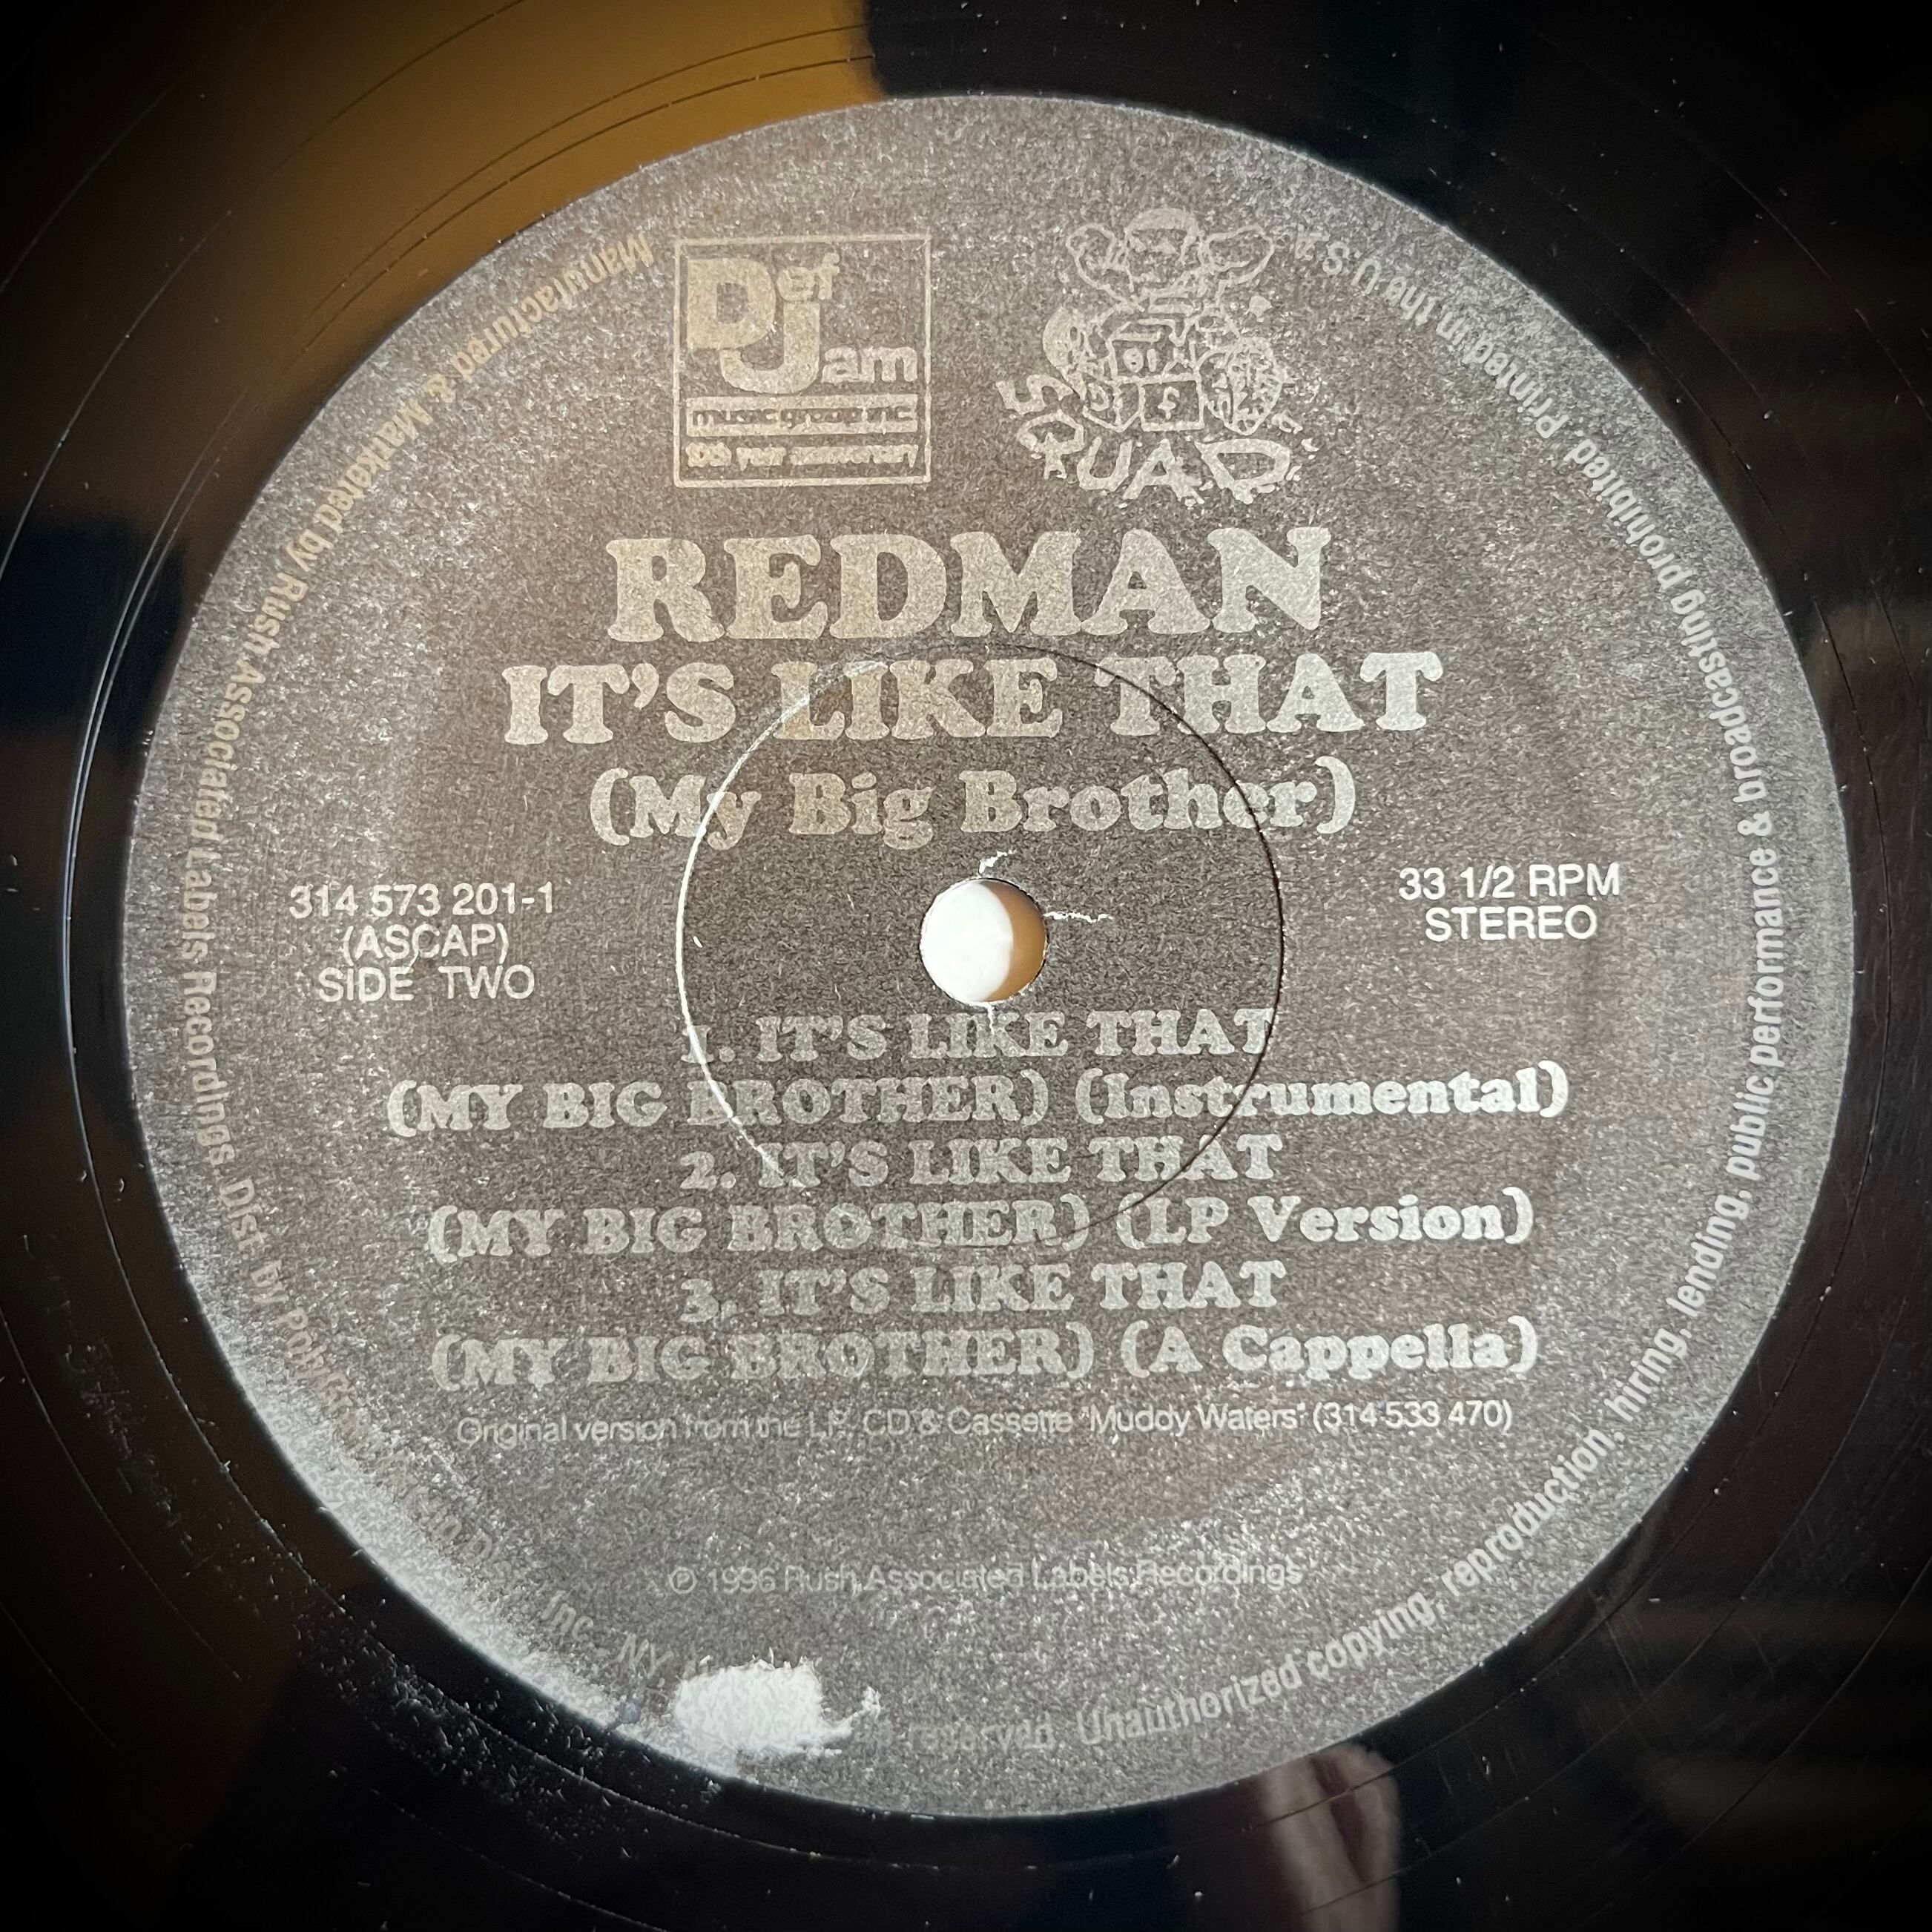 Def Jam
music group inc.
SQUAD
REDMAN
IT'S LIKE THAT
(My Big Brother)
314 573 201-1
(ASCAP)
SIDE TWO
33 1/2 RPM
STEREO
1. IT'S LIKE THAT
(MY BIG BROTHER) (Instrumental)
2. IT'S LIKE THAT
(MY BIG BROTHER) (LP Version)
3. IT'S LIKE THAT
(MY BIG BROTHER) (A Cappella)
Original version from the LP, CD & Cassette "Muddy Waters" (314 533 470)
℗ 1996 Rush Associated Labels Recordings
Manufactured & Marketed by Rush Associated Labels Recordings. Dist. by PolyGram Inc., NY reserved. Unauthorized copying, reproduction, hiring, lending, public performance & broadcasting prohibited. Printed in the U.S.A.